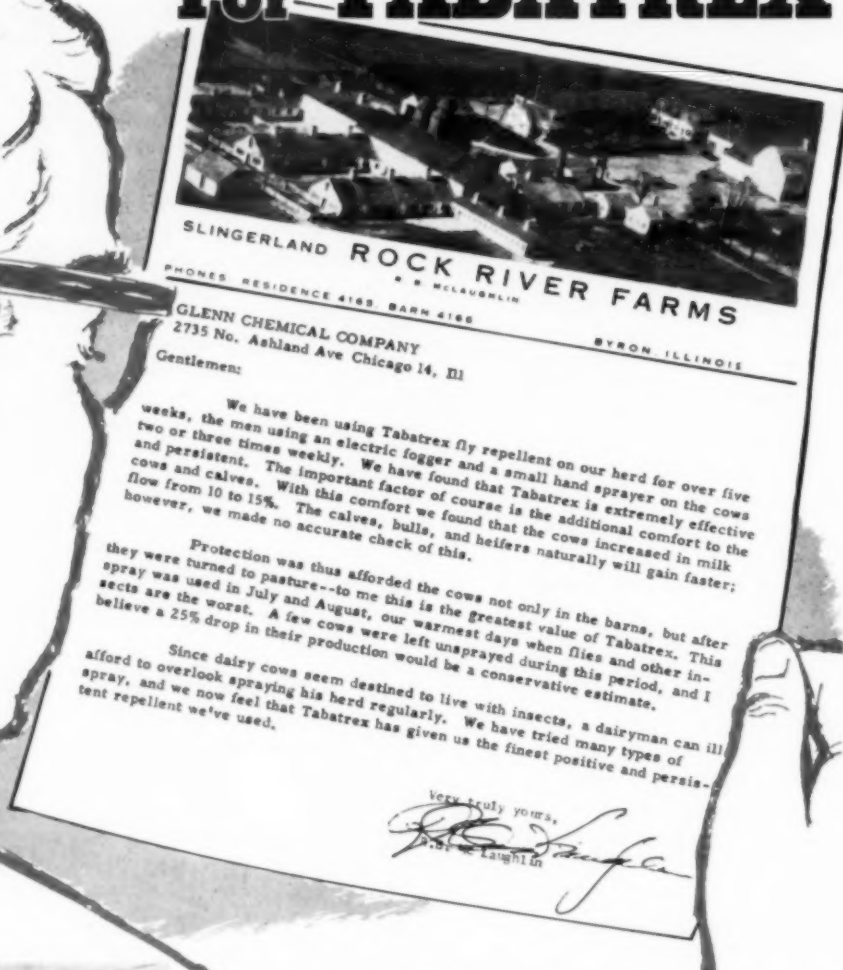 For—TABATREX
SLINGERLAND ROCK RIVER FARMS
McLAUGHLIN
PHONES RESIDENCE 4165, BARN 4166
BYRON, ILLINOIS
GLENN CHEMICAL COMPANY
2735 No. Ashland Ave Chicago 14, Ill
Gentlemen:
We have been using Tabatrex fly repellent on our herd for over five
weeks, the men using an electric fogger and a small hand sprayer on the cows
two or three times weekly. We have found that Tabatrex is extremely effective
and persistent. The important factor of course is the additional comfort to the
cows and calves. With this comfort we found that the cows increased in milk
flow from 10 to 15%. The calves, bulls, and heifers naturally will gain faster;
however, we made no accurate check of this.
Protection was thus afforded the cows not only in the barns, but after
they were turned to pasture--to me this is the greatest value of Tabatrex. This
spray was used in July and August, our warmest days when flies and other in-
sects are the worst. A few cows were left unsprayed during this period, and I
believe a 25% drop in their production would be a conservative estimate.
Since dairy cows seem destined to live with insects, a dairyman can ill
afford to overlook spraying his herd regularly. We have tried many types of
spray, and we now feel that Tabatrex has given us the finest positive and persis-
tent repellent we've used.
Very truly yours,
Mc Laughlin